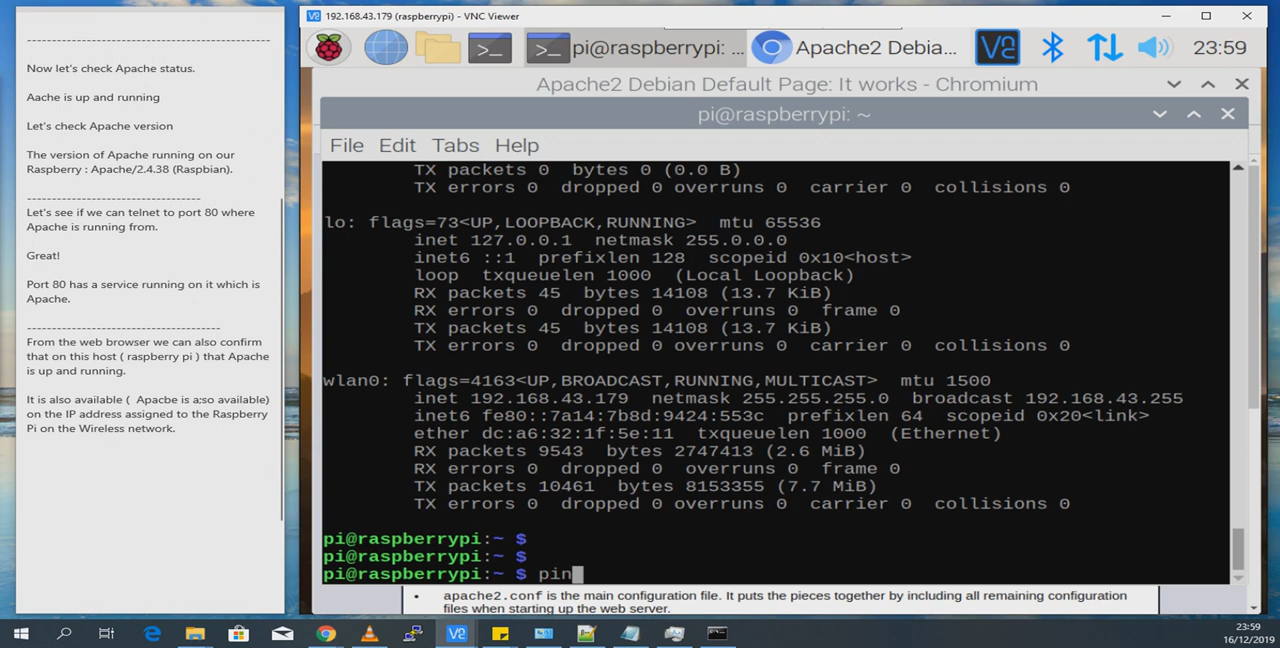 ----------------------------------------------------
Now let's check Apache status.
Aache is up and running
Let's check Apache version
The version of Apache running on our
Raspberry : Apache/2.4.38 (Raspbian).
-------------------------------------
Let's see if we can telnet to port 80 where
Apache is running from.
Great!
Port 80 has a service running on it which is
Apache.
-----------------------------------------
From the web browser we can also confirm
that on this host ( raspberry pi ) that Apache
is up and running.
It is also available (  Apacbe is a:so available)
on the IP address assigned to the Raspberry
Pi on the Wireless network.
192.168.43.179 (raspberrypi) - VNC Viewer
pi@raspberrypi: ...
Apache2 Debia...
23:59
Apache2 Debian Default Page: It works - Chromium
pi@raspberrypi: ~
File Edit Tabs Help
TX packets 0  bytes 0 (0.0 B)
TX errors 0  dropped 0 overruns 0  carrier 0  collisions 0
lo: flags=73<UP,LOOPBACK,RUNNING>  mtu 65536
inet 127.0.0.1  netmask 255.0.0.0
inet6 ::1  prefixlen 128  scopeid 0x10<host>
loop  txqueuelen 1000  (Local Loopback)
RX packets 45  bytes 14108 (13.7 KiB)
RX errors 0  dropped 0  overruns 0  frame 0
TX packets 45  bytes 14108 (13.7 KiB)
TX errors 0  dropped 0 overruns 0  carrier 0  collisions 0
wlan0: flags=4163<UP,BROADCAST,RUNNING,MULTICAST>  mtu 1500
inet 192.168.43.179  netmask 255.255.255.0  broadcast 192.168.43.255
inet6 fe80::7a14:7b8d:9424:553c  prefixlen 64  scopeid 0x20<link>
ether dc:a6:32:1f:5e:11  txqueuelen 1000  (Ethernet)
RX packets 9543  bytes 2747413 (2.6 MiB)
RX errors 0  dropped 0  overruns 0  frame 0
TX packets 10461  bytes 8153355 (7.7 MiB)
TX errors 0  dropped 0 overruns 0  carrier 0  collisions 0
pi@raspberrypi:~ $
pi@raspberrypi:~ $
pi@raspberrypi:~ $ pin
• apache2.conf is the main configuration file. It puts the pieces together by including all remaining configuration
files when starting up the web server.
23:59
16/12/2019